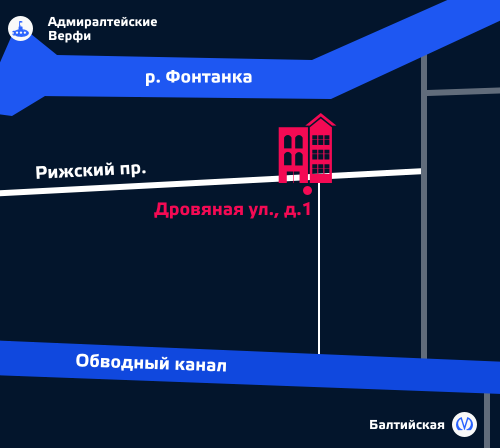 Адмиралтейские
Верфи
р. Фонтанка
Рижский пр.
Дровяная ул., д.1
Обводный канал
Балтийская